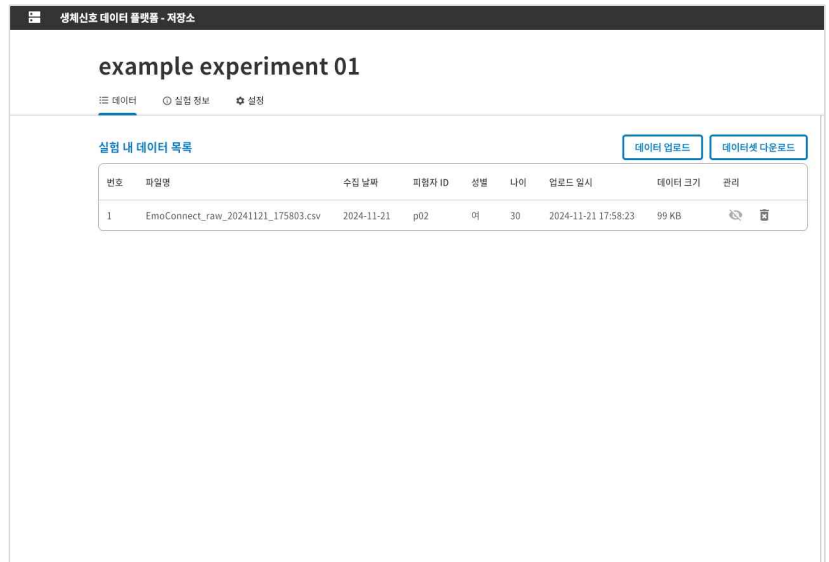 생체신호 데이터 플랫폼 - 저장소
example experiment 01
데이터 실험 정보 설정
실험 내 데이터 목록 데이터 업로드 데이터셋 다운로드
번호 파일명 수집 날짜 피험자 ID 성별 나이 업로드 일시 데이터 크기 관리
1 EmoConnect_raw_20241121_175803.csv 2024-11-21 p02 여 30 2024-11-21 17:58:23 99 KB